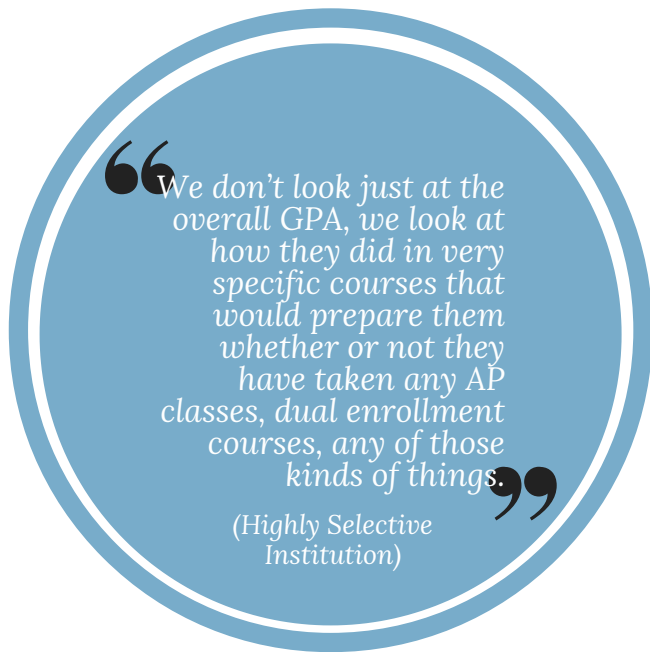 “We don’t look just at the
overall GPA, we look at
how they did in very
specific courses that
would prepare them
whether or not they
have taken any AP
classes, dual enrollment
courses, any of those
kinds of things.”
(Highly Selective
Institution)